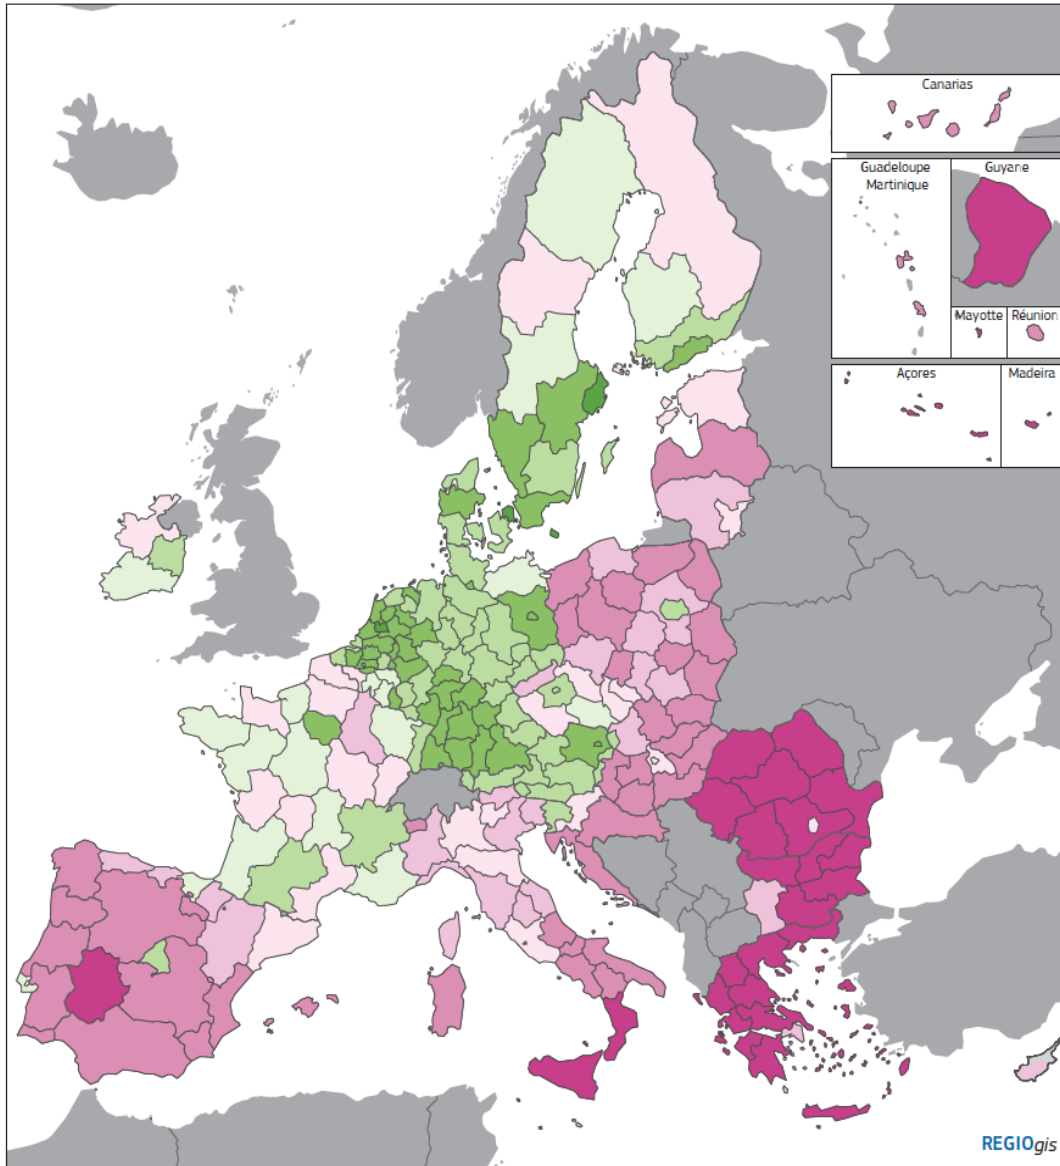 Canarias
Guadeloupe
Martinique
Guyane
Mayotte
Réunion
Açores
Madeira
REGIOgis